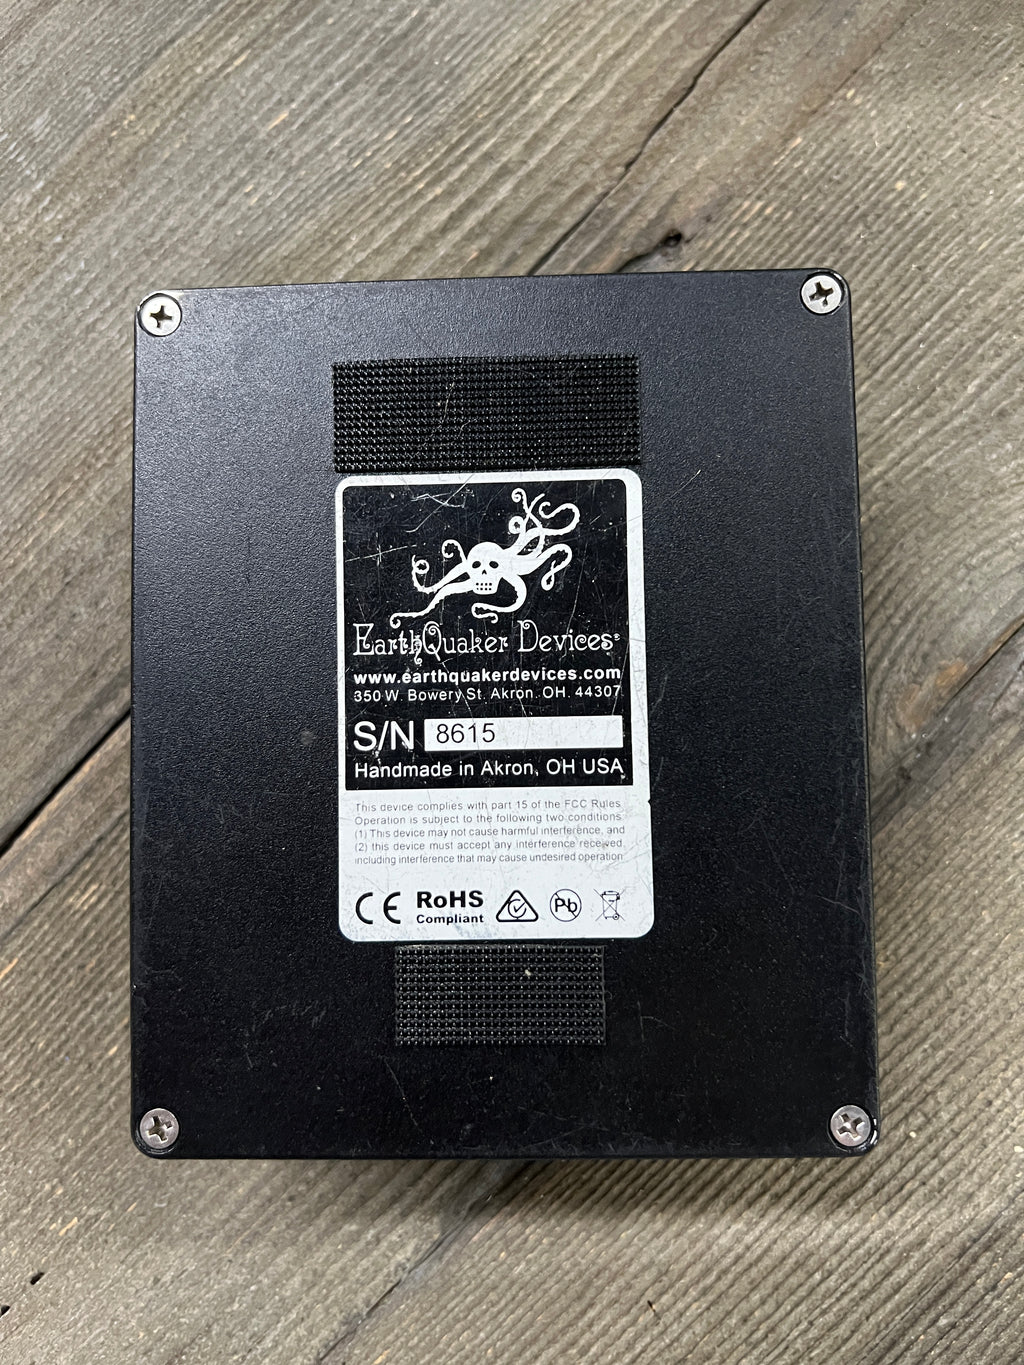 EarthQuaker Devices®
www.earthquakerdevices.com
350 W. Bowery St. Akron. OH. 44307
S/N 8615
Handmade in Akron, OH USA
This device complies with part 15 of the FCC Rules
Operation is subject to the following two conditions
(1) This device may not cause harmful interference, and
(2) this device must accept any interference received,
including interference that may cause undesired operation
CE RoHS
Compliant
Pb